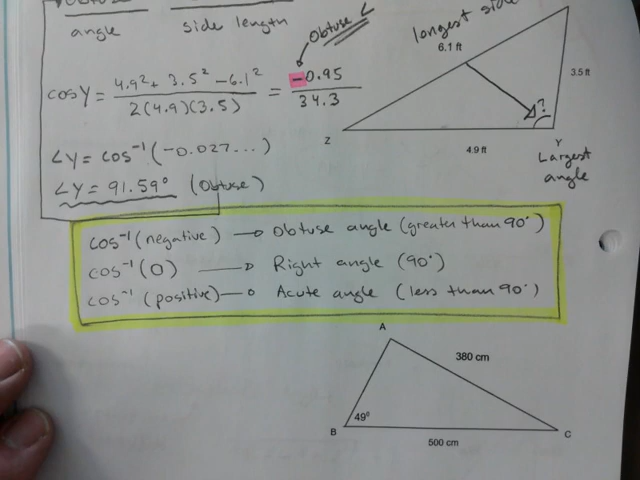 Obtuse
angle side length
Obtuse ∠
longest side
cosY = 4.9² + 3.5² − 6.1² / 2(4.9)(3.5) = −0.95 / 34.3
6.1 ft
3.5 ft
?
Z
Y
4.9 ft
Largest
angle
∠Y = cos⁻¹(−0.027...)
∠Y = 91.59° (Obtuse)
cos⁻¹(negative) → Obtuse angle (greater than 90°)
cos⁻¹(0) → Right angle (90°)
cos⁻¹(positive) → Acute angle (less than 90°)
A
380 cm
49°
B
C
500 cm